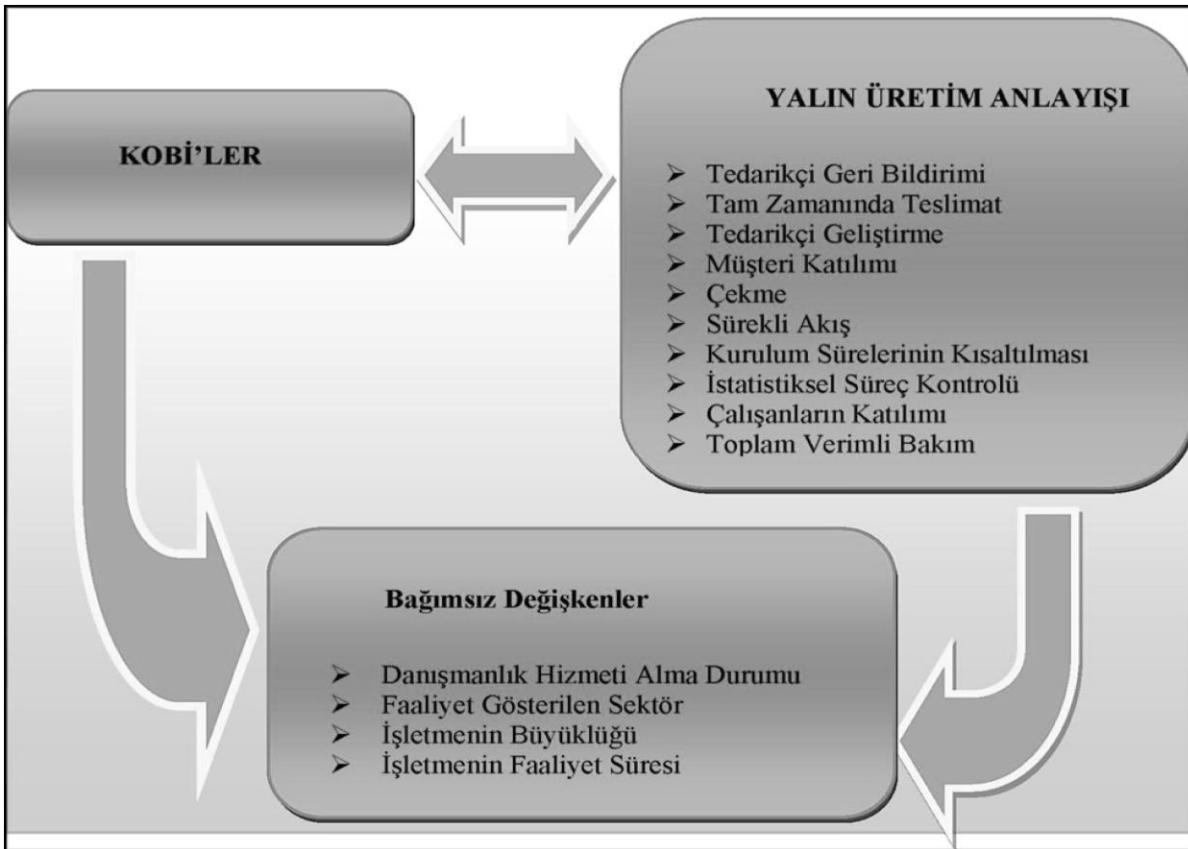 KOBİ’LER
YALIN ÜRETİM ANLAYIŞI
➢ Tedarikçi Geri Bildirimi
➢ Tam Zamanında Teslimat
➢ Tedarikçi Geliştirme
➢ Müşteri Katılımı
➢ Çekme
➢ Sürekli Akış
➢ Kurulum Sürelerinin Kısaltılması
➢ İstatistiksel Süreç Kontrolü
➢ Çalışanların Katılımı
➢ Toplam Verimli Bakım
Bağımsız Değişkenler
➢ Danışmanlık Hizmeti Alma Durumu
➢ Faaliyet Gösterilen Sektör
➢ İşletmenin Büyüklüğü
➢ İşletmenin Faaliyet Süresi